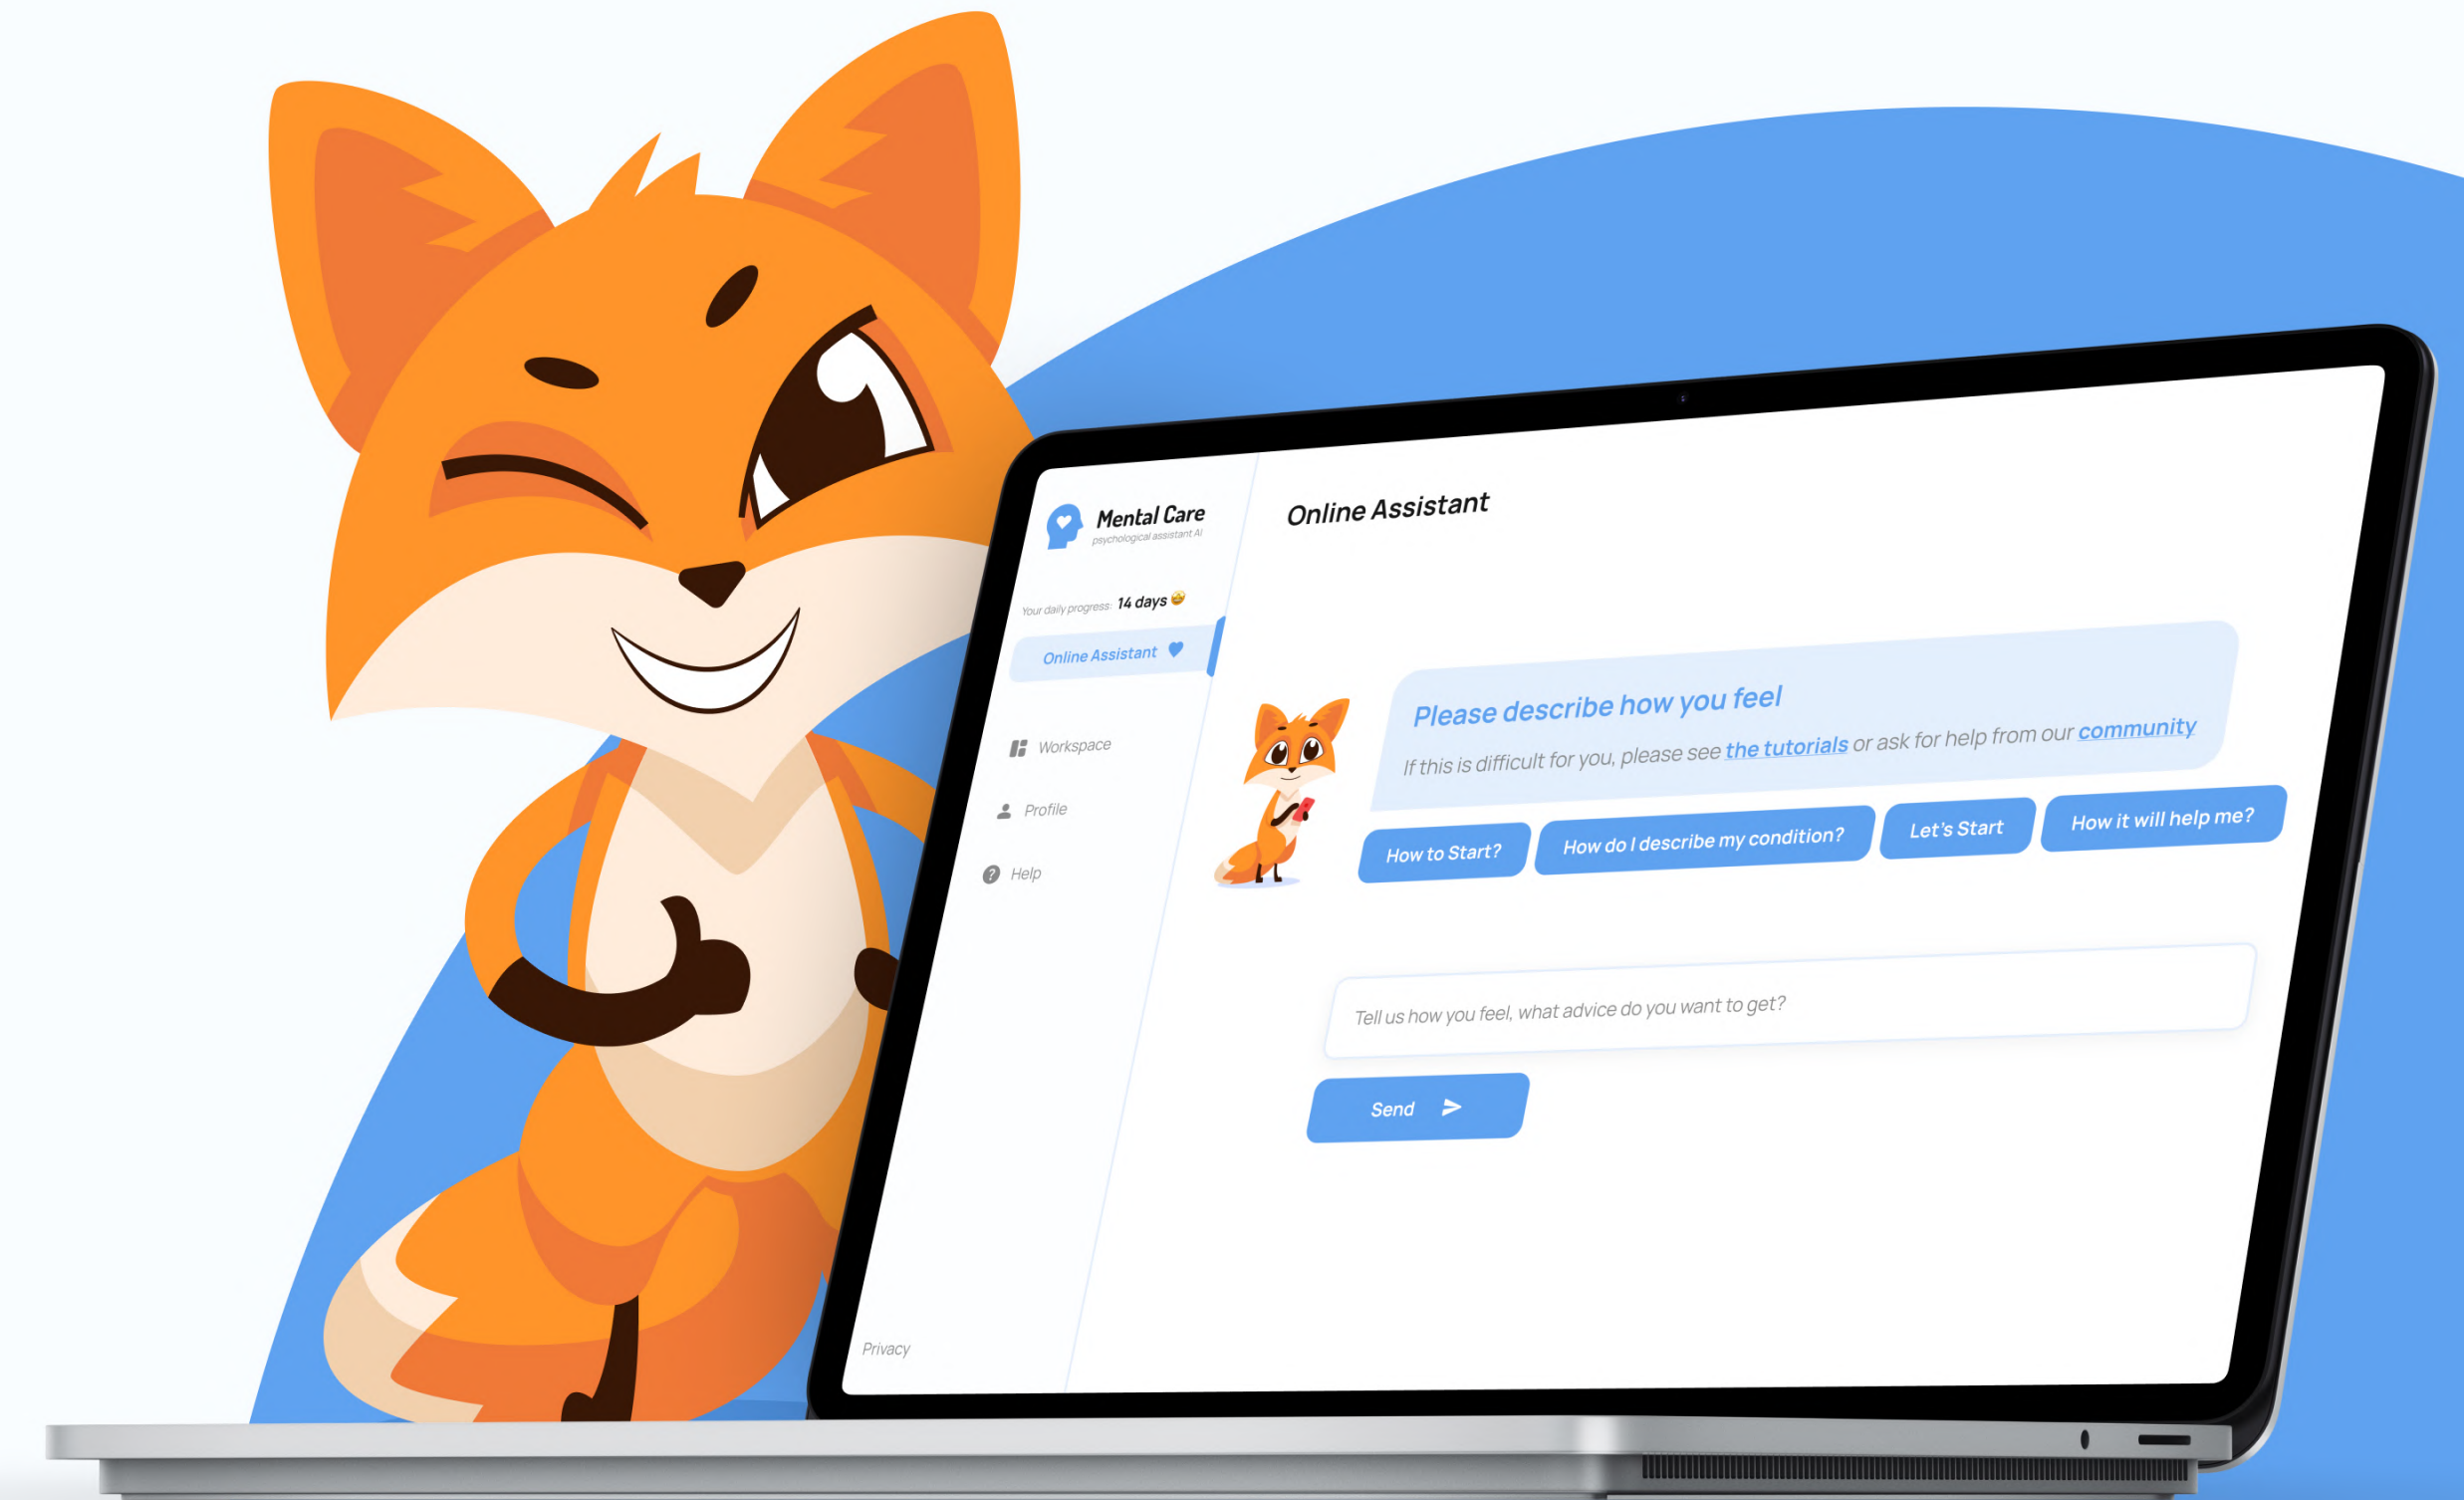 Mental Care
psychological assistant AI
Your daily progress: 14 days
Online Assistant
Workspace
Profile
Help
Privacy
Online Assistant
Please describe how you feel
If this is difficult for you, please see the tutorials or ask for help from our community
How to Start?
How do I describe my condition?
Let's Start
How it will help me?
Tell us how you feel, what advice do you want to get?
Send